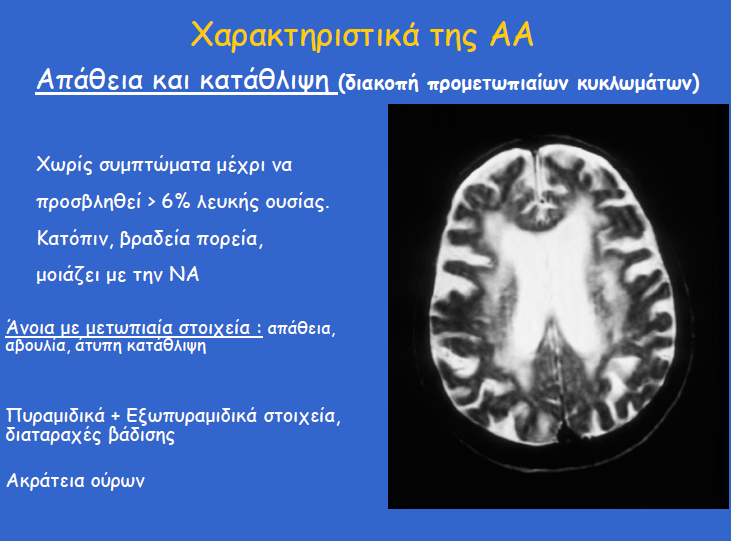 Χαρακτηριστικά της ΑΑ
Απάθεια και κατάθλιψη (διακοπή προμετωπιαίων κυκλωμάτων)
Χωρίς συμπτώματα μέχρι να
προσβληθεί > 6% λευκής ουσίας.
Κατόπιν, βραδεία πορεία,
μοιάζει με την ΝΑ
Άνοια με μετωπιαία στοιχεία : απάθεια,
αβουλία, άτυπη κατάθλιψη
Πυραμιδικά + Εξωπυραμιδικά στοιχεία,
διαταραχές βάδισης
Ακράτεια ούρων